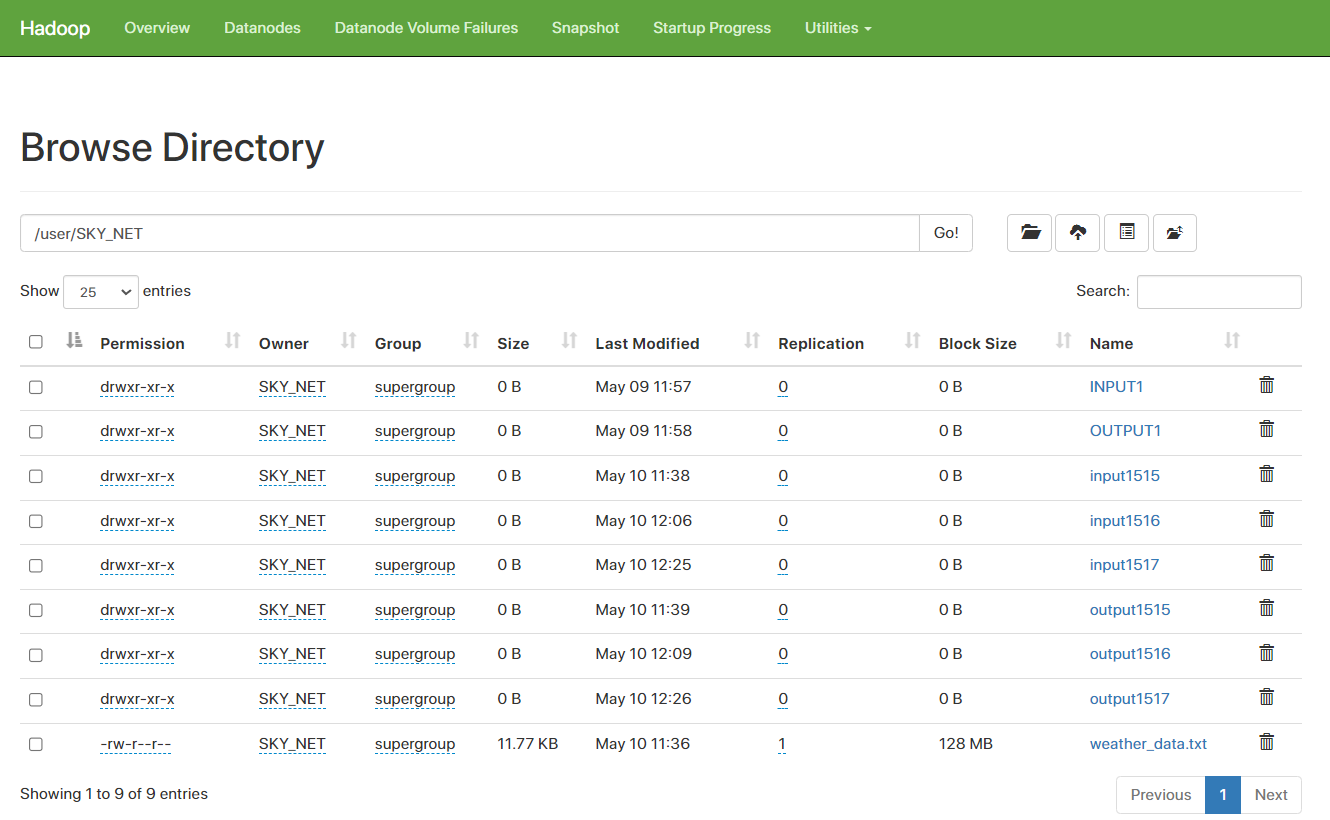 Hadoop Overview Datanodes Datanode Volume Failures Snapshot Startup Progress Utilities
Browse Directory
/user/SKY_NET Go!
Show 25 entries Search:
Permission Owner Group Size Last Modified Replication Block Size Name
drwxr-xr-x SKY_NET supergroup 0 B May 09 11:57 0 0 B INPUT1
drwxr-xr-x SKY_NET supergroup 0 B May 09 11:58 0 0 B OUTPUT1
drwxr-xr-x SKY_NET supergroup 0 B May 10 11:38 0 0 B input1515
drwxr-xr-x SKY_NET supergroup 0 B May 10 12:06 0 0 B input1516
drwxr-xr-x SKY_NET supergroup 0 B May 10 12:25 0 0 B input1517
drwxr-xr-x SKY_NET supergroup 0 B May 10 11:39 0 0 B output1515
drwxr-xr-x SKY_NET supergroup 0 B May 10 12:09 0 0 B output1516
drwxr-xr-x SKY_NET supergroup 0 B May 10 12:26 0 0 B output1517
-rw-r--r-- SKY_NET supergroup 11.77 KB May 10 11:36 1 128 MB weather_data.txt
Showing 1 to 9 of 9 entries Previous 1 Next